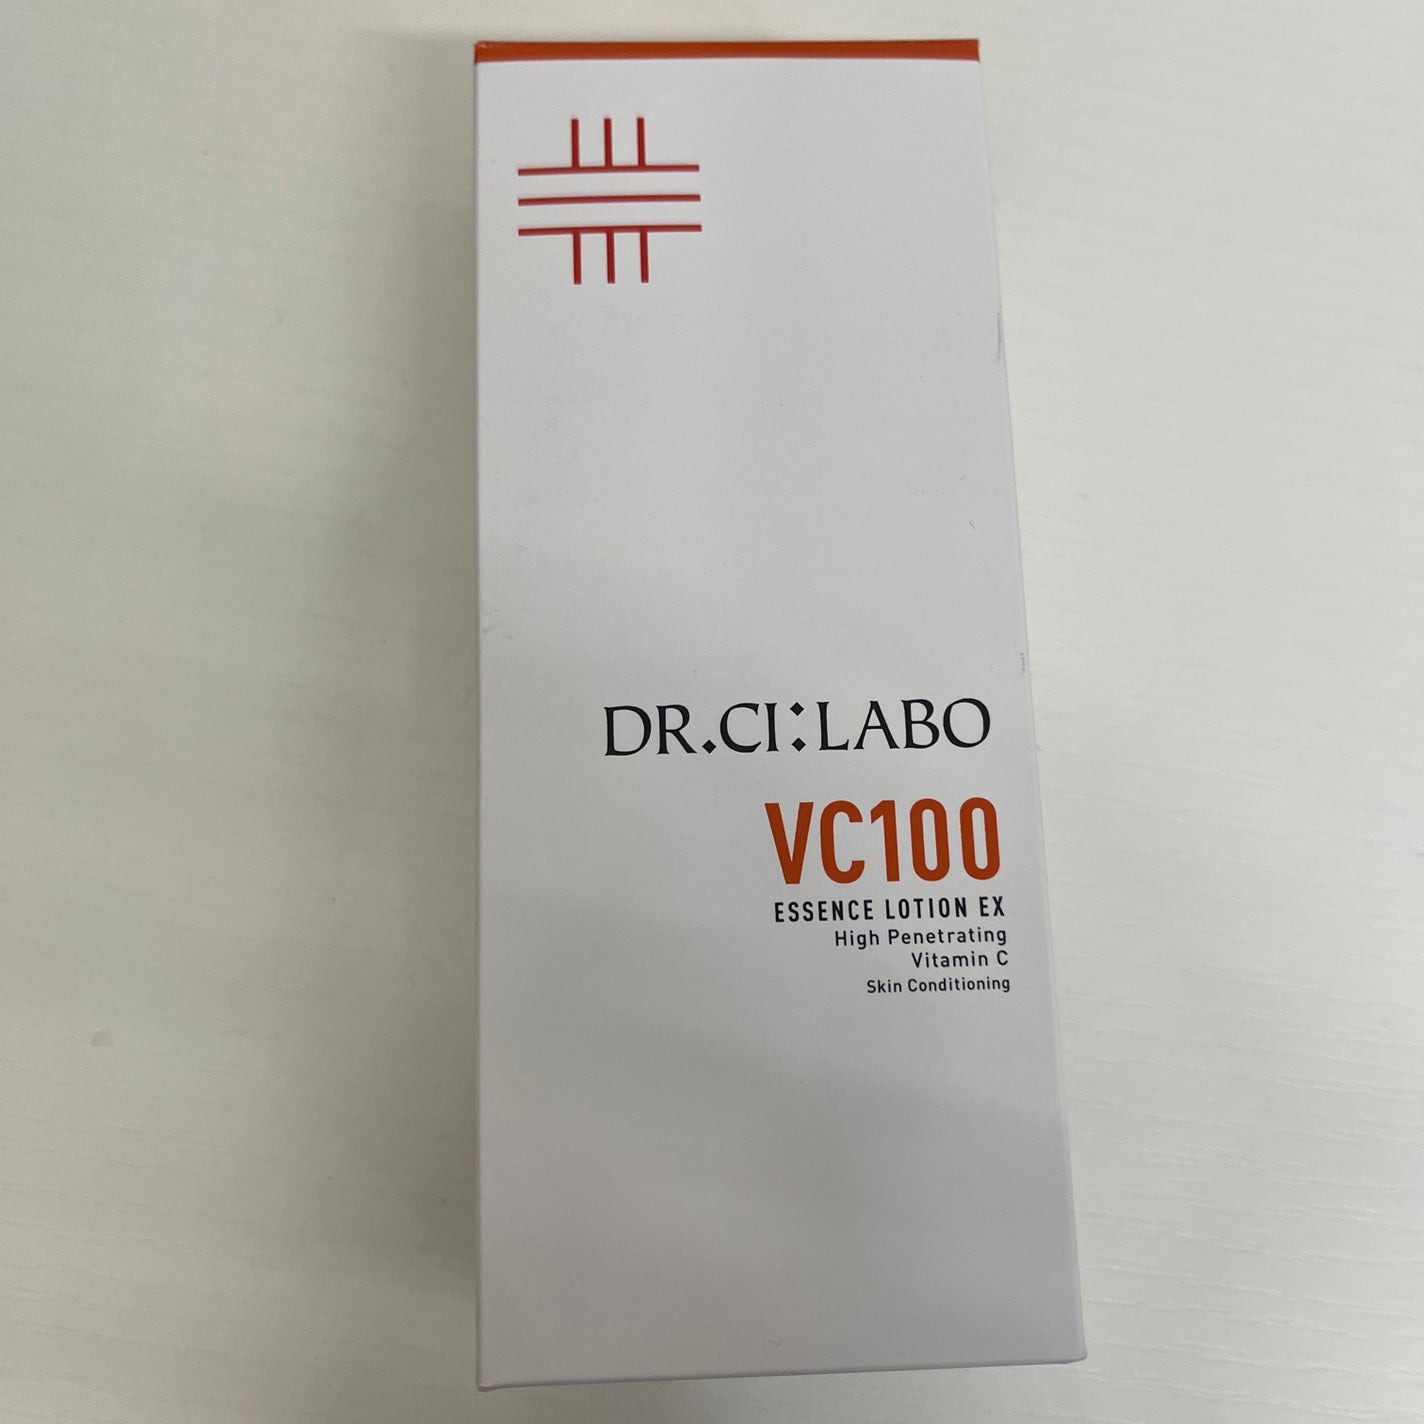 DR.CI:LABO
VC100
ESSENCE LOTION EX
High Penetrating
Vitamin C
Skin Conditioning